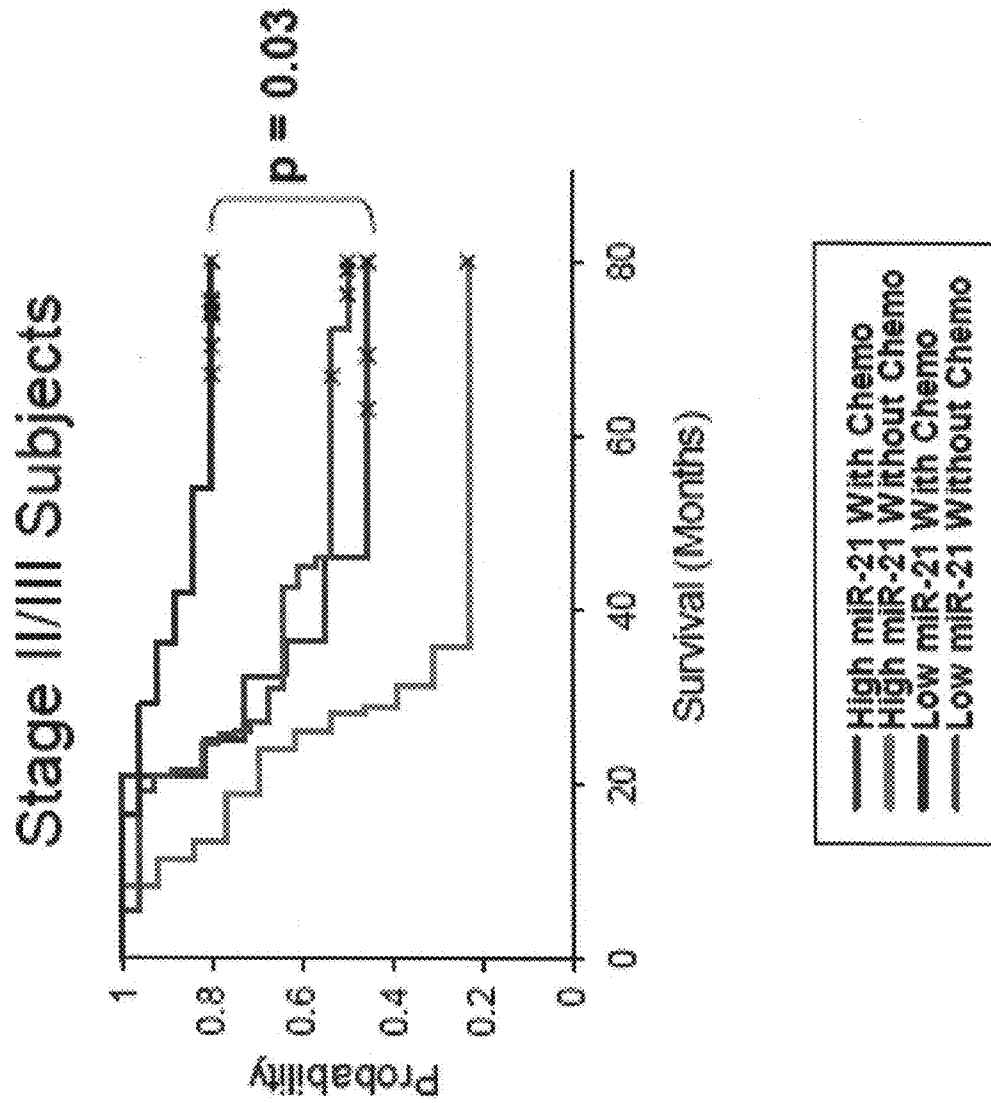 Stage II/III Subjects
Probability
1
0.8
0.6
0.4
0.2
0
0
20
40
60
80
Survival (Months)
p = 0.03
High miR-21 With Chemo
High miR-21 Without Chemo
Low miR-21 With Chemo
Low miR-21 Without Chemo